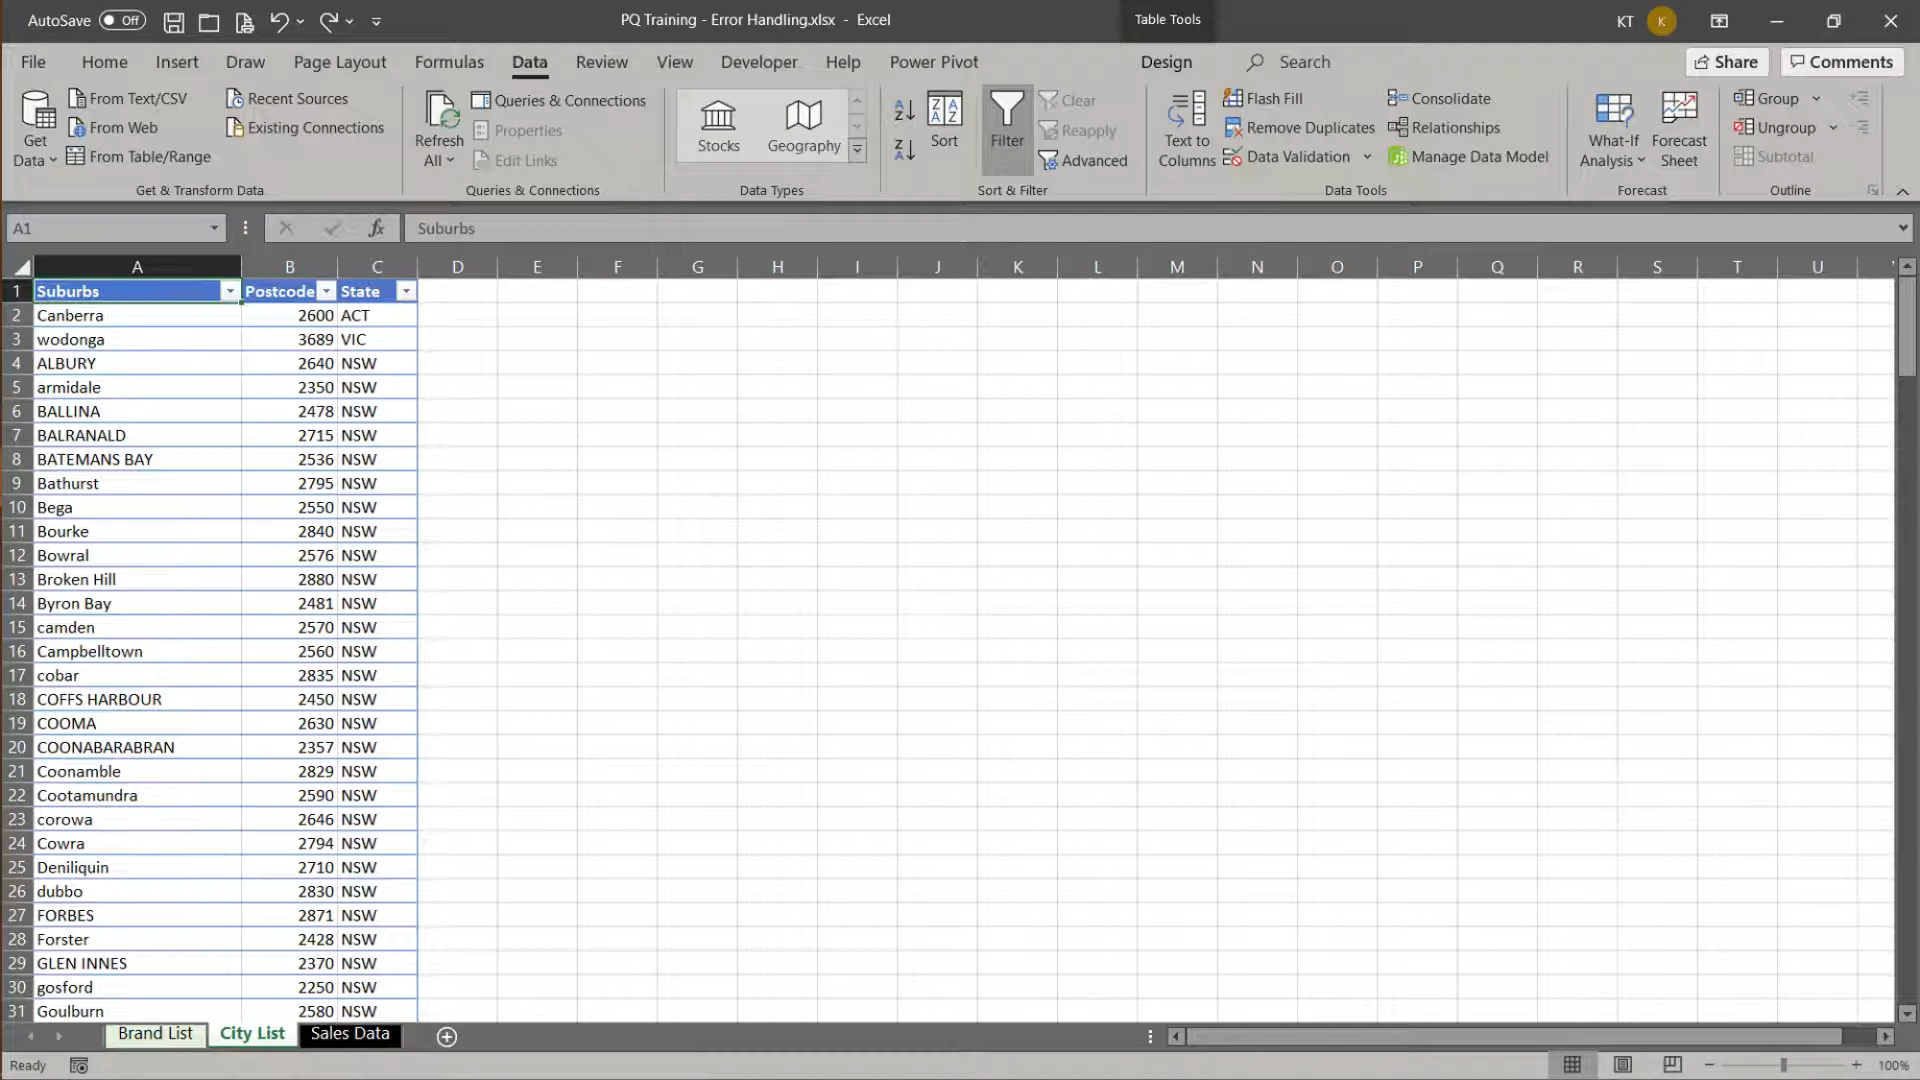 AutoSave Off PQ Training - Error Handling.xlsx - Excel Table Tools KT K
File Home Insert Draw Page Layout Formulas Data Review View Developer Help Power Pivot Design Search Share Comments
Get Data
From Text/CSV
From Web
From Table/Range
Recent Sources
Existing Connections
Get & Transform Data
Refresh All
Queries & Connections
Properties
Edit Links
Queries & Connections
Stocks
Geography
Data Types
Sort
Filter
Clear
Reapply
Advanced
Sort & Filter
Text to Columns
Flash Fill
Remove Duplicates
Data Validation
Consolidate
Relationships
Manage Data Model
Data Tools
What-If Analysis
Forecast Sheet
Forecast
Group
Ungroup
Subtotal
Outline
A1 fx Suburbs
A B C D E F G H I J K L M N O P Q R S T U
1 Suburbs Postcode State
2 Canberra 2600 ACT
3 wodonga 3689 VIC
4 ALBURY 2640 NSW
5 armidale 2350 NSW
6 BALLINA 2478 NSW
7 BALRANALD 2715 NSW
8 BATEMANS BAY 2536 NSW
9 Bathurst 2795 NSW
10 Bega 2550 NSW
11 Bourke 2840 NSW
12 Bowral 2576 NSW
13 Broken Hill 2880 NSW
14 Byron Bay 2481 NSW
15 camden 2570 NSW
16 Campbelltown 2560 NSW
17 cobar 2835 NSW
18 COFFS HARBOUR 2450 NSW
19 COOMA 2630 NSW
20 COONABARABRAN 2357 NSW
21 Coonamble 2829 NSW
22 Cootamundra 2590 NSW
23 corowa 2646 NSW
24 Cowra 2794 NSW
25 Deniliquin 2710 NSW
26 dubbo 2830 NSW
27 FORBES 2871 NSW
28 Forster 2428 NSW
29 GLEN INNES 2370 NSW
30 gosford 2250 NSW
31 Goulburn 2580 NSW
Brand List City List Sales Data
Ready 100%